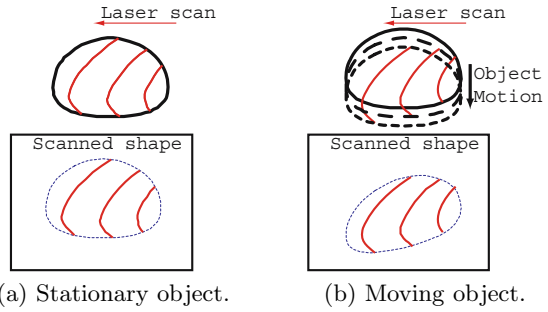 Laser scan
Scanned shape
(a) Stationary object.
Laser scan
Object
Motion
Scanned shape
(b) Moving object.